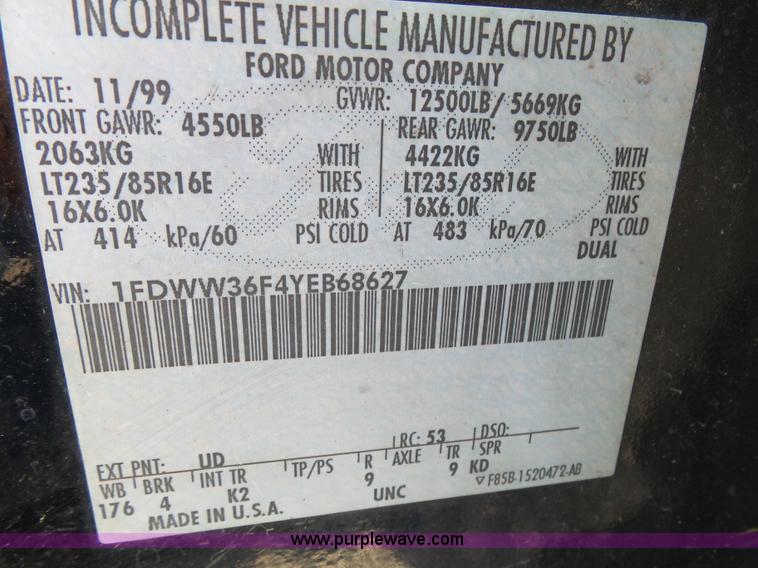 INCOMPLETE VEHICLE MANUFACTURED BY
FORD MOTOR COMPANY
DATE: 11/99 GVWR: 12500LB/ 5669KG
FRONT GAWR: 4550LB REAR GAWR: 9750LB
2063KG WITH 4422KG WITH
LT235/85R16E TIRES LT235/85R16E TIRES
16X6.0K RIMS 16X6.0K RIMS
AT 414 kPa/60 PSI COLD AT 483 kPa/70 PSI COLD
DUAL
VIN: 1FDWW36F4YEB68627
EXT PNT: UD RC: 53 DSO:
WB BRK INT TR TP/PS R AXLE TR SPR
176 4 K2 9 9 KD
UNC
▽ F85B-1520472-AB
MADE IN U.S.A.
www.purplewave.com